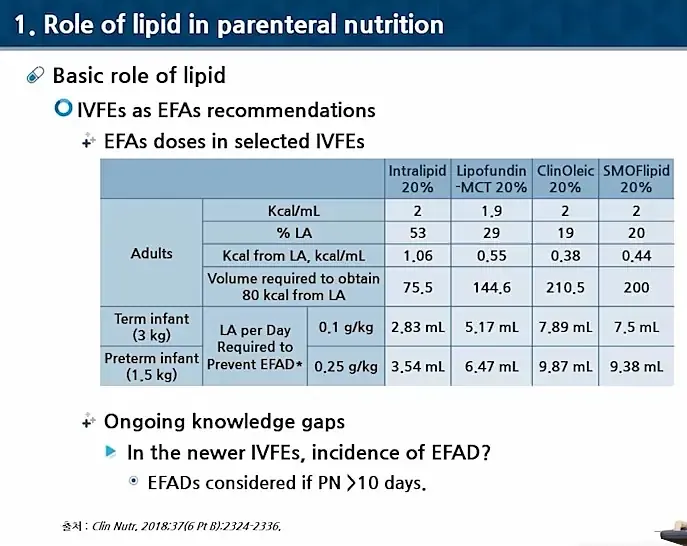 1. Role of lipid in parenteral nutrition
Basic role of lipid
IVFEs as EFAs recommendations
EFAs doses in selected IVFEs
Intralipid 20% Lipofundin -MCT 20% ClinOleic 20% SMOFlipid 20%
Adults Kcal/mL 2 1.9 2 2
% LA 53 29 19 20
Kcal from LA, kcal/mL 1.06 0.55 0.38 0.44
Volume required to obtain 80 kcal from LA 75.5 144.6 210.5 200
Term infant (3 kg) LA per Day Required to Prevent EFAD* 0.1 g/kg 2.83 mL 5.17 mL 7.89 mL 7.5 mL
Preterm infant (1.5 kg) 0.25 g/kg 3.54 mL 6.47 mL 9.87 mL 9.38 mL
Ongoing knowledge gaps
In the newer IVFEs, incidence of EFAD?
EFADs considered if PN >10 days.
출처 : Clin Nutr. 2018;37(6 Pt B):2324-2336.